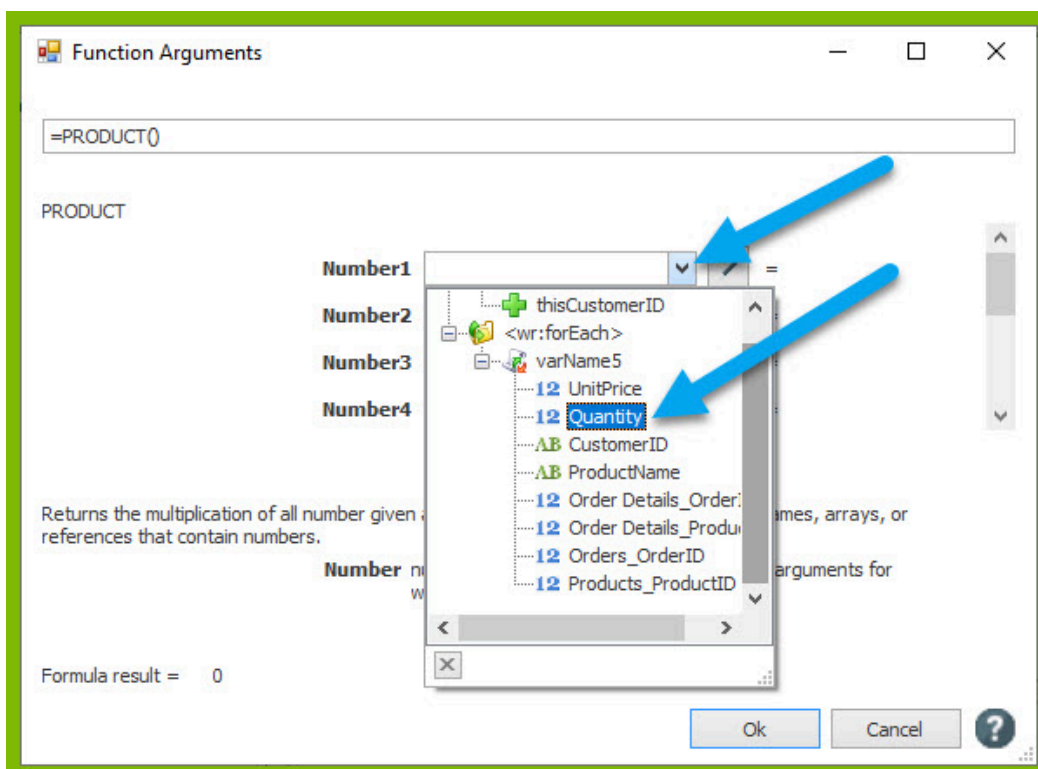 Function Arguments
=PRODUCT()
PRODUCT
Number1 =
thisCustomerID
Number2
<wr:forEach>
Number3
varName5
12 UnitPrice
Number4
12 Quantity
AB CustomerID
AB ProductName
12 Order Details_OrderI
Returns the multiplication of all number given ames, arrays, or
12 Order Details_Produ
references that contain numbers.
12 Orders_OrderID
Number arguments for
12 Products_ProductID
Formula result = 0
Ok Cancel ?